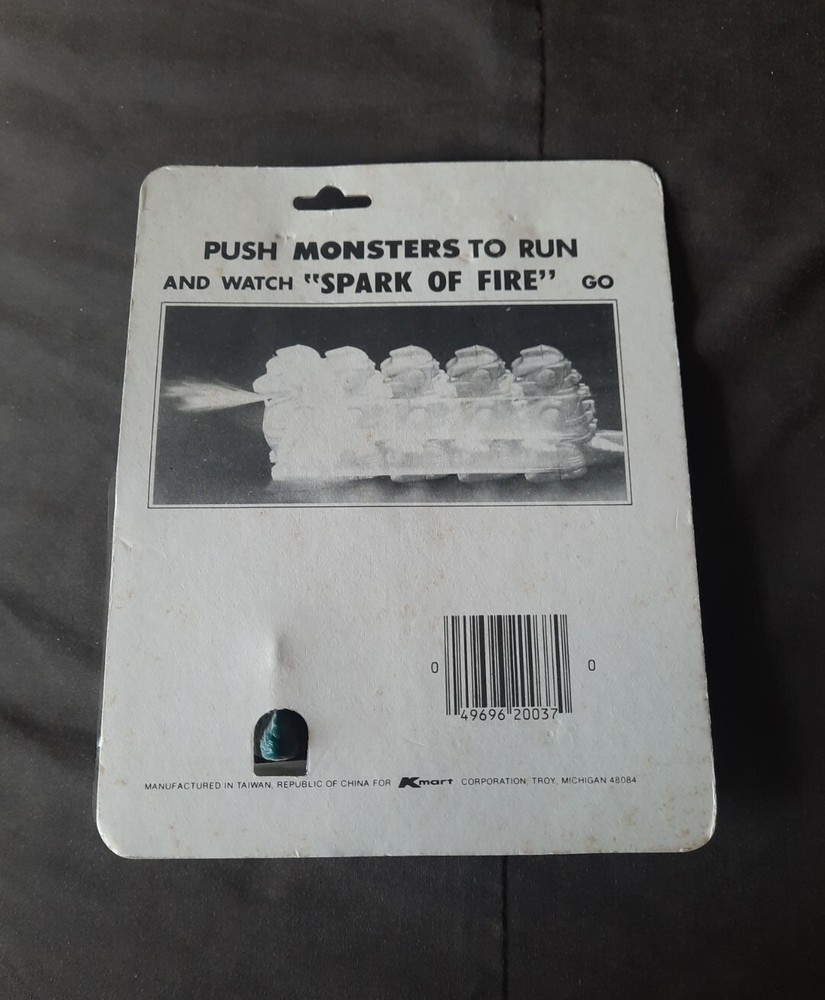 PUSH MONSTERS TO RUN
AND WATCH "SPARK OF FIRE" GO
0 49696 20037 0
MANUFACTURED IN TAIWAN, REPUBLIC OF CHINA FOR Kmart CORPORATION, TROY, MICHIGAN 48084